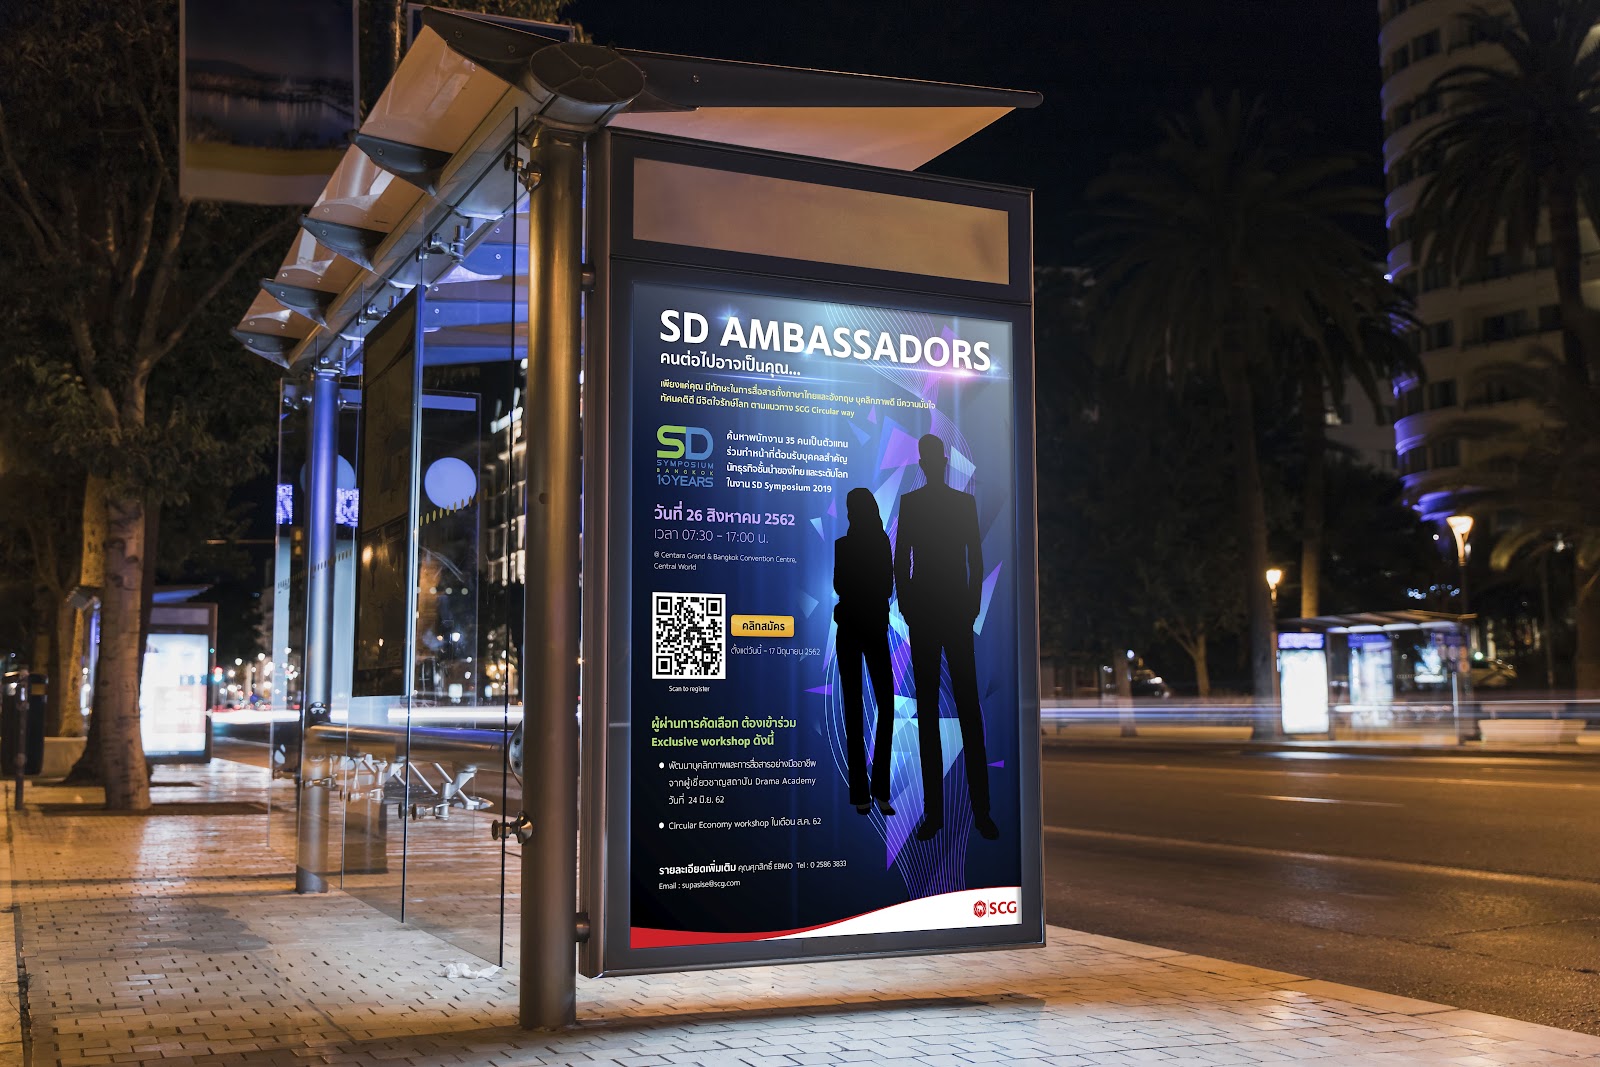 SD AMBASSADORS
คนต่อไปอาจเป็นคุณ...
เพียงแค่คุณ มีทักษะในการสื่อสารทั้งภาษาไทยและอังกฤษ บุคลิกภาพดี มีความมั่นใจ
ทัศนคติดี มีจิตใจรักษ์โลก ตามแนวทาง SCG Circular way
SD
SYMPOSIUM
BANGKOK
10 YEARS
ค้นหาพนักงาน 35 คนเป็นตัวแทน
ร่วมทำหน้าที่ต้อนรับบุคคลสำคัญ
นักธุรกิจชั้นนำของไทย และระดับโลก
ในงาน SD Symposium 2019
วันที่ 26 สิงหาคม 2562
เวลา 07:30 – 17:00 น.
@ Centara Grand & Bangkok Convention Centre,
Central World
คลิกสมัคร
ตั้งแต่วันนี้ - 17 มิถุนายน 2562
Scan to register
ผู้ผ่านการคัดเลือก ต้องเข้าร่วม
Exclusive workshop ดังนี้
• พัฒนาบุคลิกภาพและการสื่อสารอย่างมืออาชีพ
จากผู้เชี่ยวชาญสถาบัน Drama Academy
วันที่ 24 มิ.ย. 62
• Circular Economy workshop ในเดือน ส.ค. 62
รายละเอียดเพิ่มเติม คุณศุภสิทธิ์ EBMO Tel : 0 2586 3833
Email : supasise@scg.com
SCG